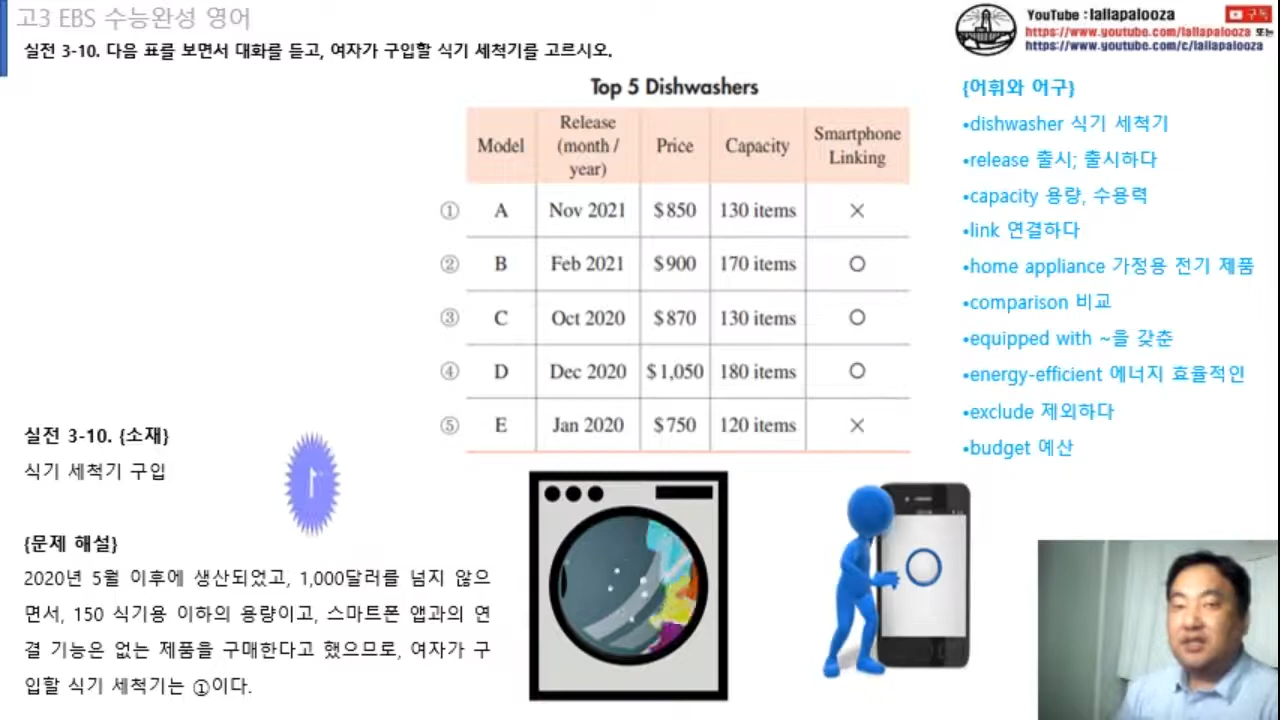 고3 EBS 수능완성 영어
실전 3-10. 다음 표를 보면서 대화를 듣고, 여자가 구입할 식기 세척기를 고르시오.
YouTube : lallapalooza
구독
https://www.youtube.com/lallapalooza 또는
https://www.youtube.com/c/lallapalooza
Top 5 Dishwashers
Model Release (month / year) Price Capacity Smartphone Linking
① A Nov 2021 $850 130 items ×
② B Feb 2021 $900 170 items ○
③ C Oct 2020 $870 130 items ○
④ D Dec 2020 $1,050 180 items ○
⑤ E Jan 2020 $750 120 items ×
{어휘와 어구}
•dishwasher 식기 세척기
•release 출시; 출시하다
•capacity 용량, 수용력
•link 연결하다
•home appliance 가정용 전기 제품
•comparison 비교
•equipped with ~을 갖춘
•energy-efficient 에너지 효율적인
•exclude 제외하다
•budget 예산
실전 3-10. {소재}
식기 세척기 구입
1
{문제 해설}
2020년 5월 이후에 생산되었고, 1,000달러를 넘지 않으
면서, 150 식기용 이하의 용량이고, 스마트폰 앱과의 연
결 기능은 없는 제품을 구매한다고 했으므로, 여자가 구
입할 식기 세척기는 ①이다.